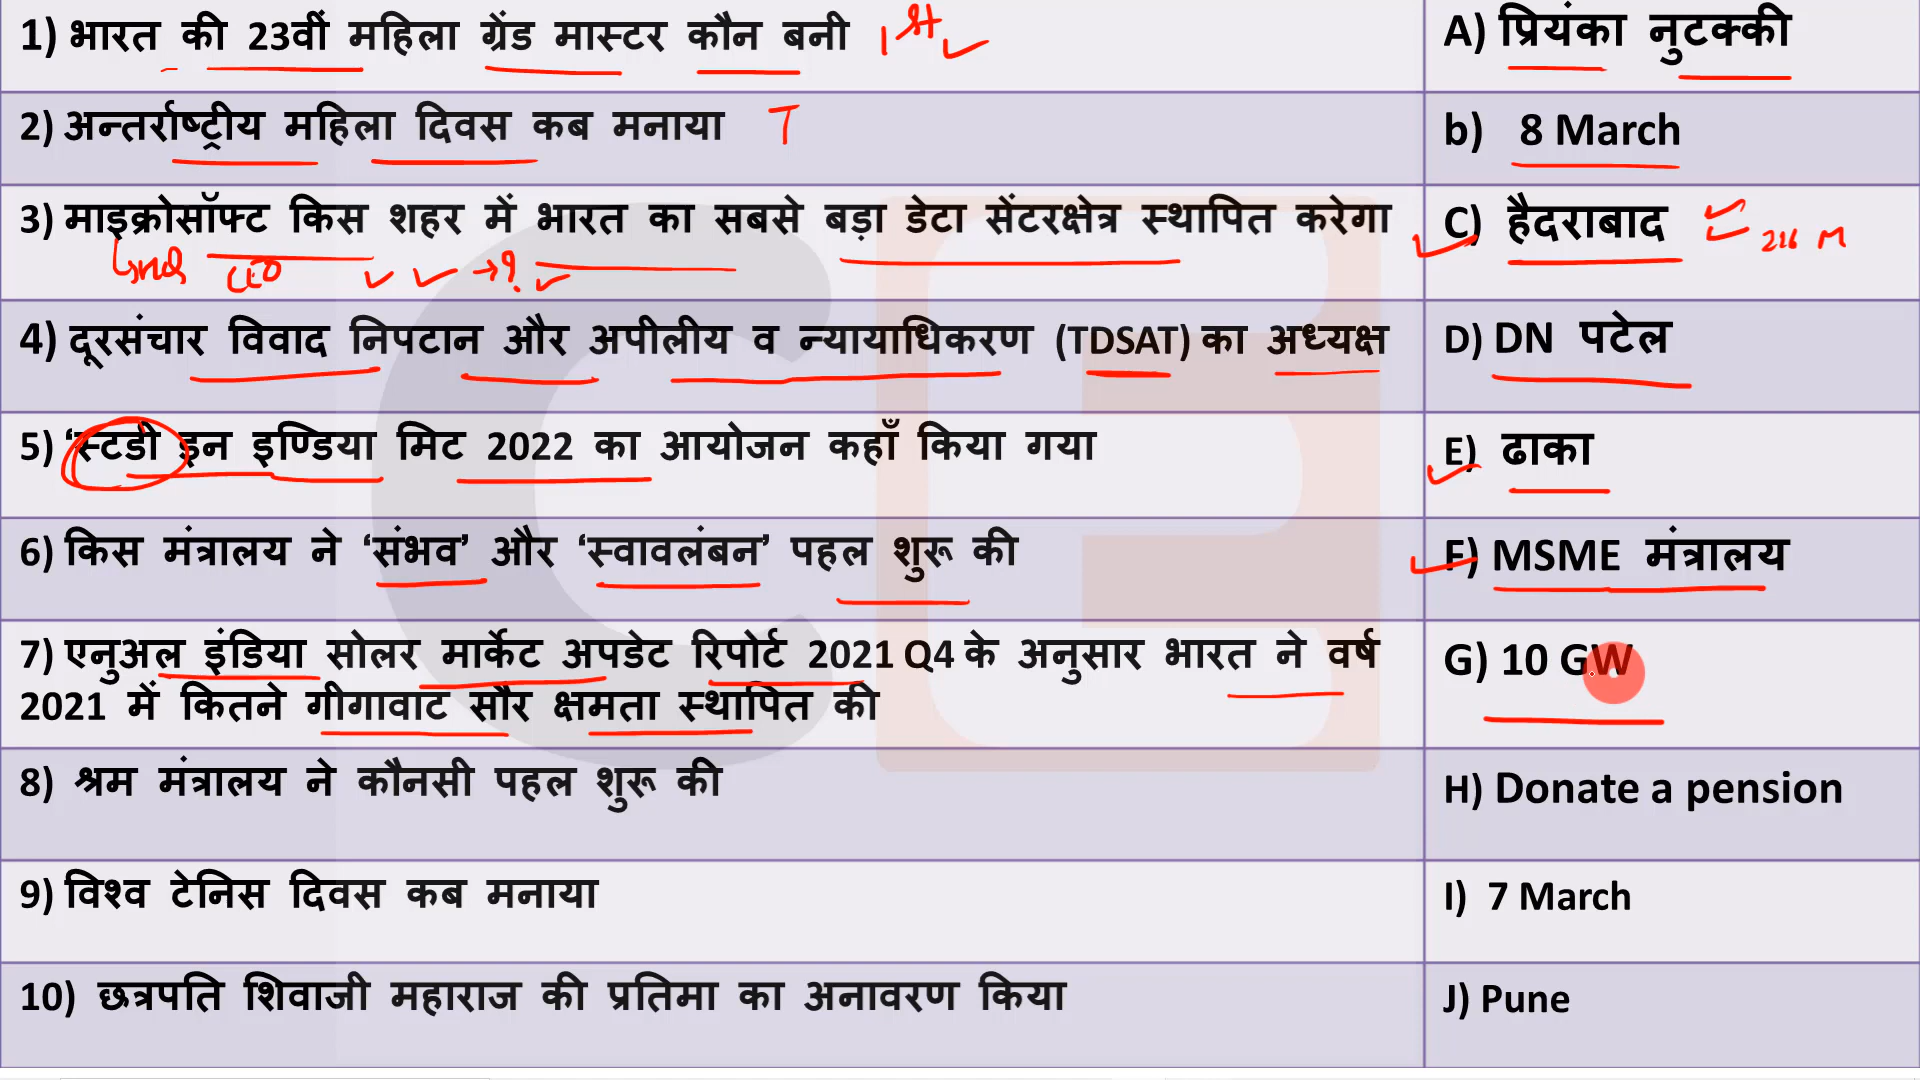 1) भारत की 23वीं महिला ग्रेंड मास्टर कौन बनी 1st
A) प्रियंका नुटक्की
2) अन्तर्राष्ट्रीय महिला दिवस कब मनाया T
b) 8 March
3) माइक्रोसॉफ्ट किस शहर में भारत का सबसे बड़ा डेटा सेंटरक्षेत्र स्थापित करेगा
C) हैदराबाद
216 M
CEO
?
4) दूरसंचार विवाद निपटान और अपीलीय व न्यायाधिकरण (TDSAT) का अध्यक्ष
D) DN पटेल
5) ‘स्टडी इन इण्डिया मिट 2022 का आयोजन कहाँ किया गया
E) ढाका
6) किस मंत्रालय ने ‘संभव’ और ‘स्वावलंबन’ पहल शुरू की
F) MSME मंत्रालय
7) एनुअल इंडिया सोलर मार्केट अपडेट रिपोर्ट 2021 Q4 के अनुसार भारत ने वर्ष
2021 में कितने गीगावाट सौर क्षमता स्थापित की
G) 10 GW
8) श्रम मंत्रालय ने कौनसी पहल शुरू की
H) Donate a pension
9) विश्व टेनिस दिवस कब मनाया
I) 7 March
10) छत्रपति शिवाजी महाराज की प्रतिमा का अनावरण किया
J) Pune